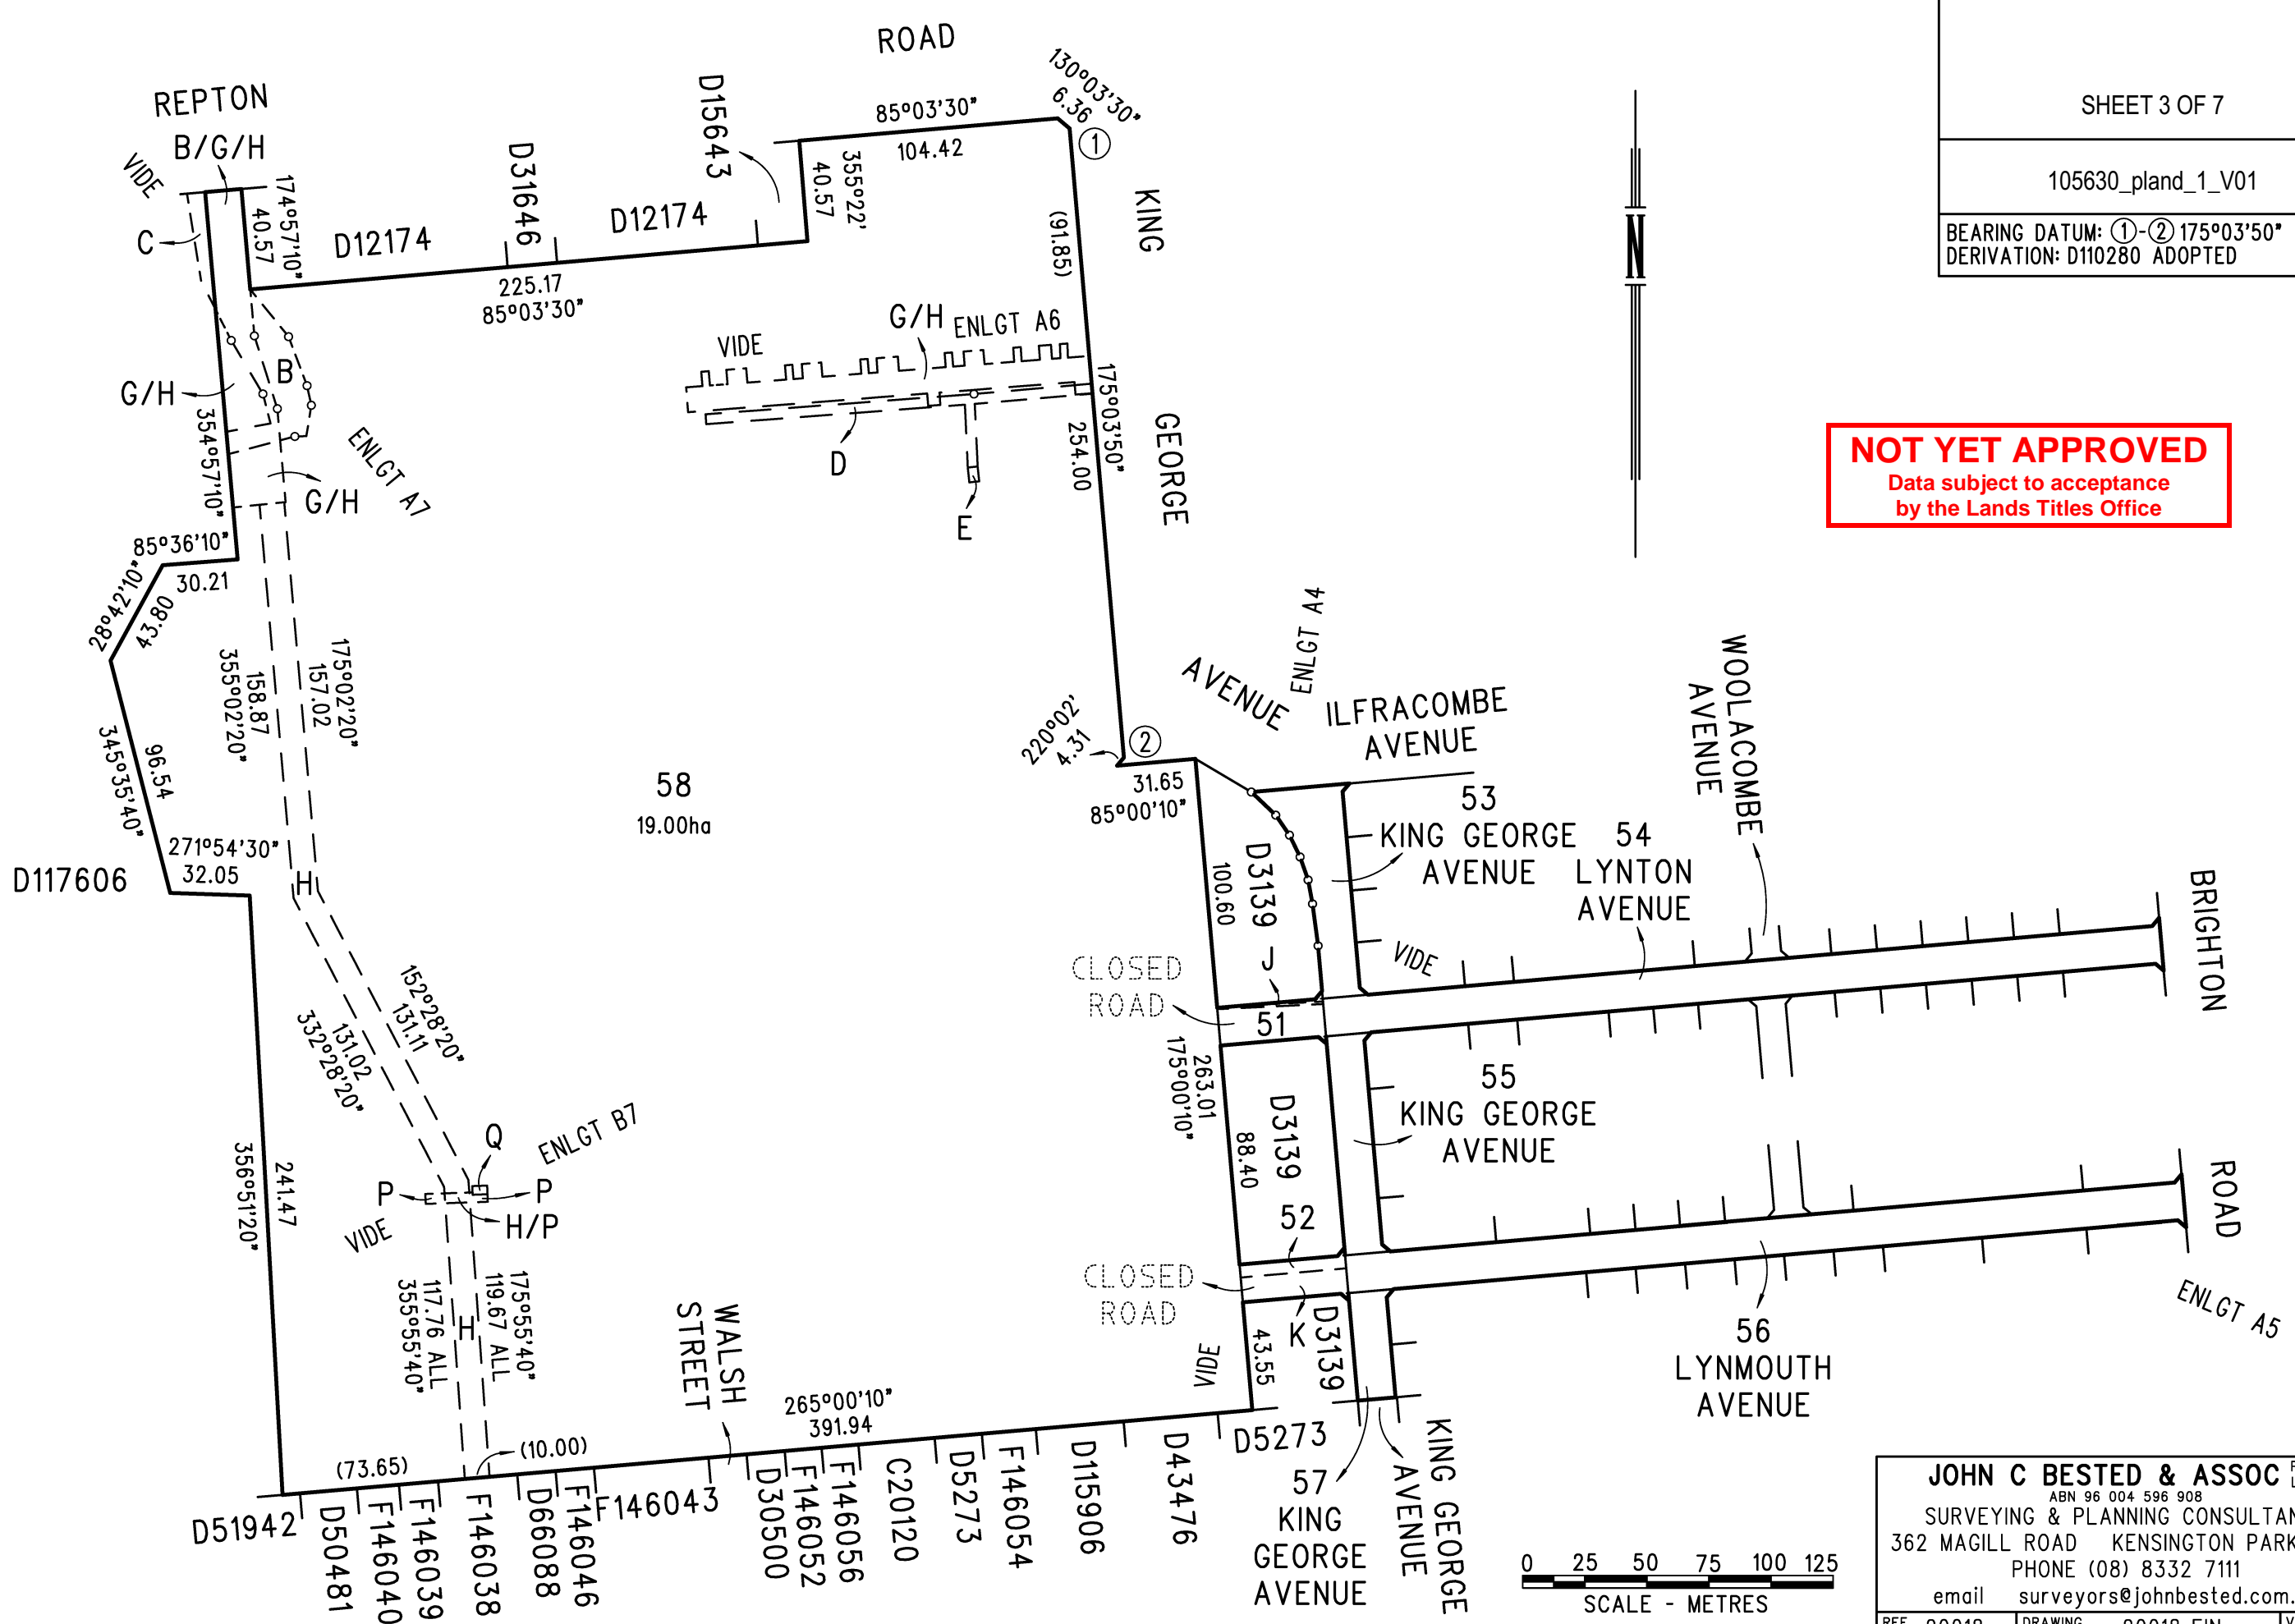 ROAD
REPTON
B/G/H
VIDE
C
174°57'10"
40.57
D12174
D31646
D12174
D15643
85°03'30"
104.42
130°03'30"
6.36
1
355°22'
40.57
225.17
85°03'30"
(91.85)
KING
GEORGE
175°03'50"
254.00
VIDE
G/H
ENLGT A6
D
E
B
G/H
354°57'10"
ENLGT A7
G/H
85°36'10"
30.21
28°42'10"
43.80
96.54
345°35'40"
271°54'30"
32.05
D117606
158.87
355°02'20"
175°02'20"
157.02
H
58
19.00ha
152°28'20"
131.11
131.02
332°28'20"
Q
ENLGT B7
P
P
H/P
VIDE
241.47
356°51'20"
175°55'40"
119.67 ALL
117.76 ALL
355°55'40"
H
(73.65)
(10.00)
WALSH
STREET
265°00'10"
391.94
D51942
D50481
F146040
F146039
F146038
D66088
F146046
F146043
D30500
F146052
F146056
C20120
D5273
F146054
D115906
D43476
D5273
220°02'
4.31
2
31.65
85°00'10"
AVENUE
ENLGT A4
ILFRACOMBE
AVENUE
WOOLACOMBE
AVENUE
53
KING GEORGE
AVENUE
54
LYNTON
AVENUE
BRIGHTON
ROAD
100.60
D3139
J
VIDE
CLOSED
ROAD
51
263.01
175°00'10"
88.40
D3139
55
KING GEORGE
AVENUE
52
CLOSED
ROAD
K
D3139
43.55
VIDE
56
LYNMOUTH
AVENUE
ENLGT A5
57
KING
GEORGE
AVENUE
KING GEORGE
AVENUE
N
SHEET 3 OF 7
105630_pland_1_V01
BEARING DATUM: 1-2 175°03'50"
DERIVATION: D110280 ADOPTED
NOT YET APPROVED
Data subject to acceptance
by the Lands Titles Office
0 25 50 75 100 125
SCALE - METRES
JOHN C BESTED & ASSOC
ABN 96 004 596 908
SURVEYING & PLANNING CONSULTAN
362 MAGILL ROAD KENSINGTON PARK
PHONE (08) 8332 7111
email surveyors@johnbested.com